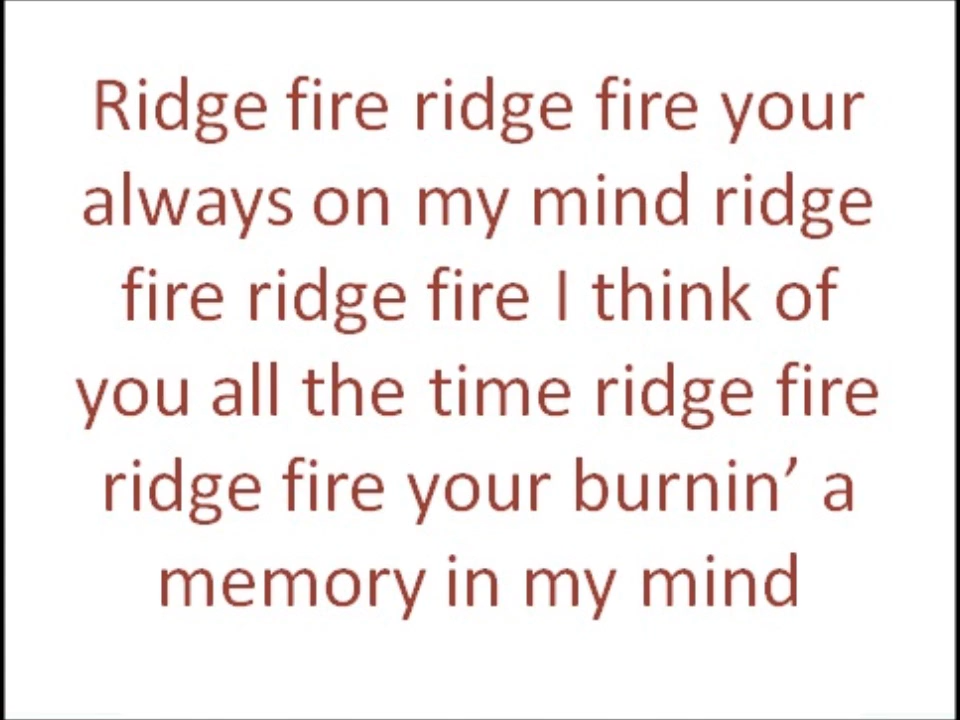 Ridge fire ridge fire your
always on my mind ridge
fire ridge fire I think of
you all the time ridge fire
ridge fire your burnin’ a
memory in my mind